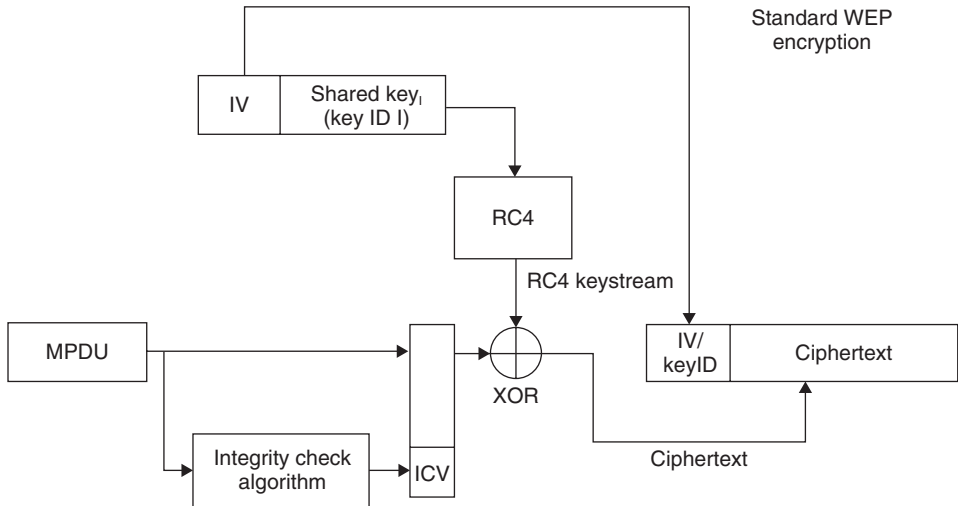 Standard WEP
encryption
IV
Shared keyI
(key ID I)
RC4
RC4 keystream
MPDU
IV/
keyID
Ciphertext
XOR
Integrity check
algorithm
ICV
Ciphertext